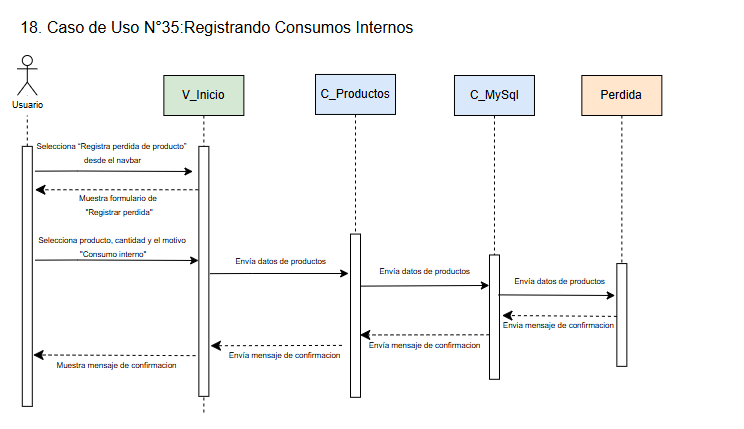 18. Caso de Uso N°35:Registrando Consumos Internos
Usuario
V_Inicio
C_Productos
C_MySql
Perdida
Selecciona "Registra perdida de producto"
desde el navbar
Muestra formulario de
"Registrar perdida"
Selecciona producto, cantidad y el motivo
"Consumo interno"
Envía datos de productos
Envía datos de productos
Envía datos de productos
Envia mensaje de confirmacion
Envía mensaje de confirmacion
Envía mensaje de confirmacion
Muestra mensaje de confirmacion